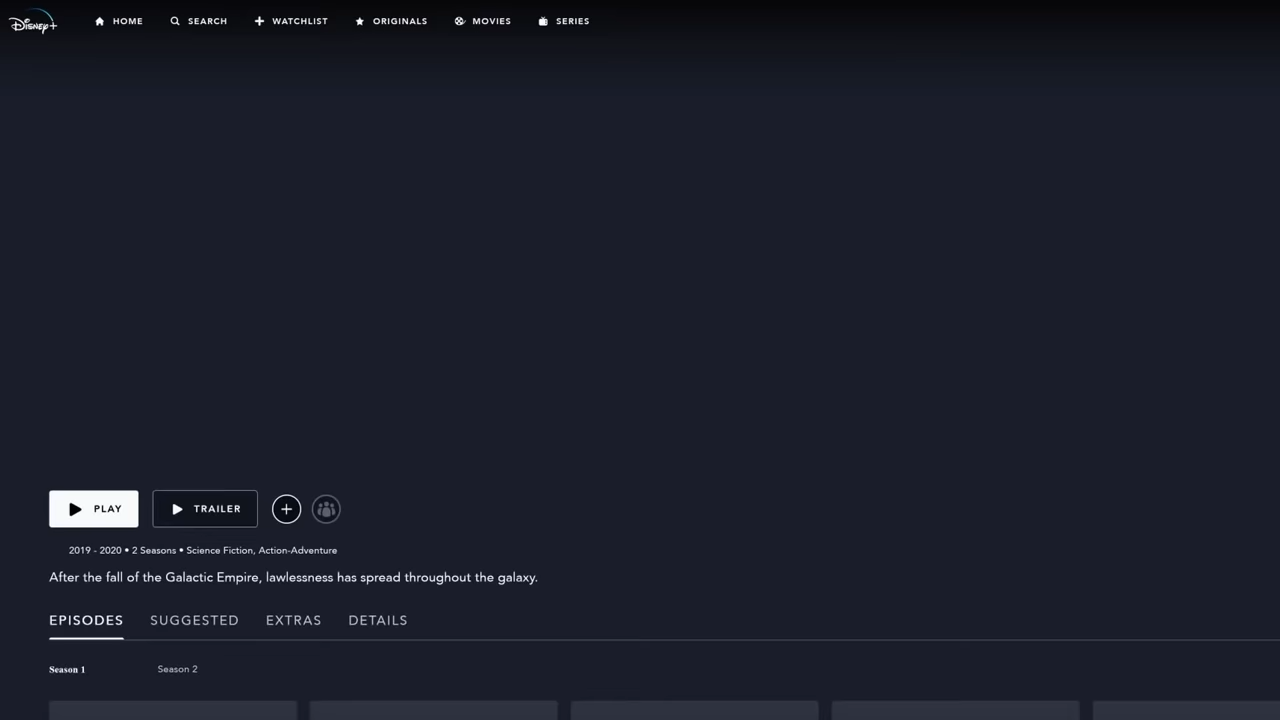 Disney+ HOME SEARCH WATCHLIST ORIGINALS MOVIES SERIES
PLAY TRAILER
2019 - 2020 • 2 Seasons • Science Fiction, Action-Adventure
After the fall of the Galactic Empire, lawlessness has spread throughout the galaxy.
EPISODES SUGGESTED EXTRAS DETAILS
Season 1 Season 2